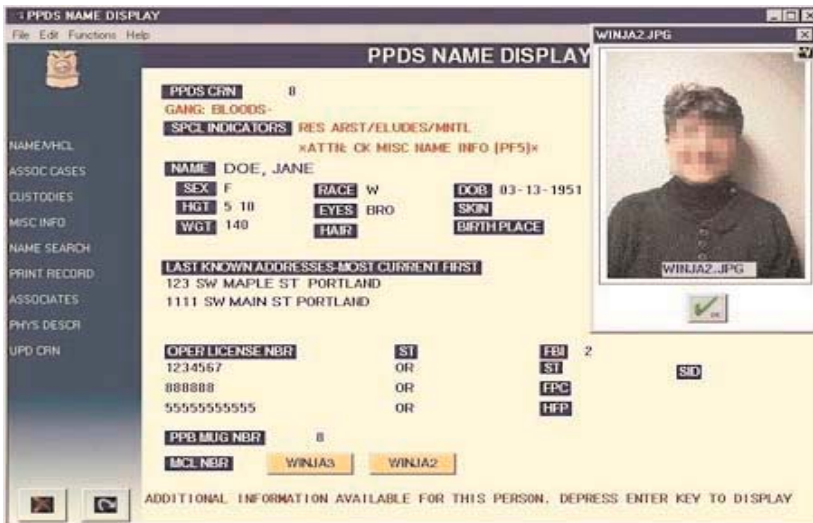 PPDS NAME DISPLAY
File Edit Functions Help
PPDS NAME DISPLAY
WINJA2.JPG
NAME/VHCL
ASSOC CASES
CUSTODIES
MISC INFO
NAME SEARCH
PRINT RECORD
ASSOCIATES
PHYS DESCR
UPD CRN
PPDS CRN 8
GANG: BLOODS-
SPCL INDICATORS RES ARST/ELUDES/MNTL
*ATTN: CK MISC NAME INFO (PF5)*
NAME DOE, JANE
SEX F RACE W DOB 03-13-1951
HGT 5 10 EYES BRO SKIN
WGT 140 HAIR BIRTH PLACE
LAST KNOWN ADDRESSES-MOST CURRENT FIRST
123 SW MAPLE ST PORTLAND
1111 SW MAIN ST PORTLAND
OPER LICENSE NBR ST FBI 2
1234567 OR ST SID
888888 OR FPC
55555555555 OR HFP
PPB MUG NBR 8
MCL NBR WINJA3 WINJA2
ADDITIONAL INFORMATION AVAILABLE FOR THIS PERSON. DEPRESS ENTER KEY TO DISPLAY
WINJA2.JPG
OK